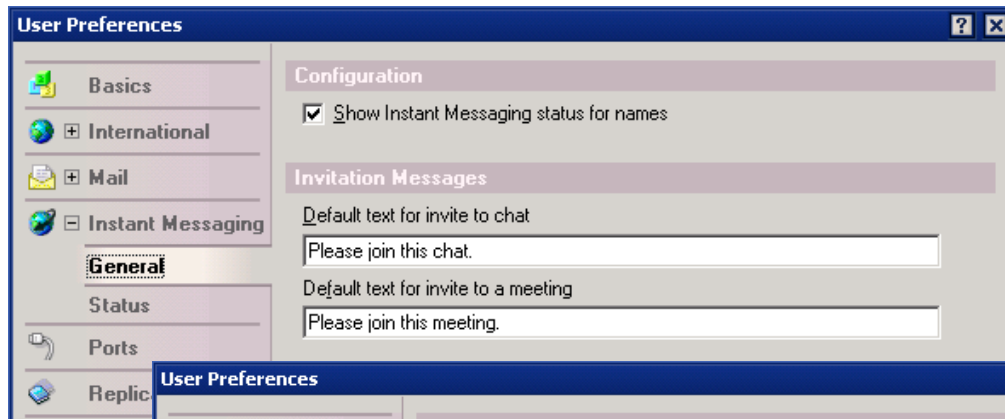 User Preferences
Basics
International
Mail
Instant Messaging
General
Status
Ports
Configuration
Show Instant Messaging status for names
Invitation Messages
Default text for invite to chat
Please join this chat.
Default text for invite to a meeting
Please join this meeting.
User Preferences